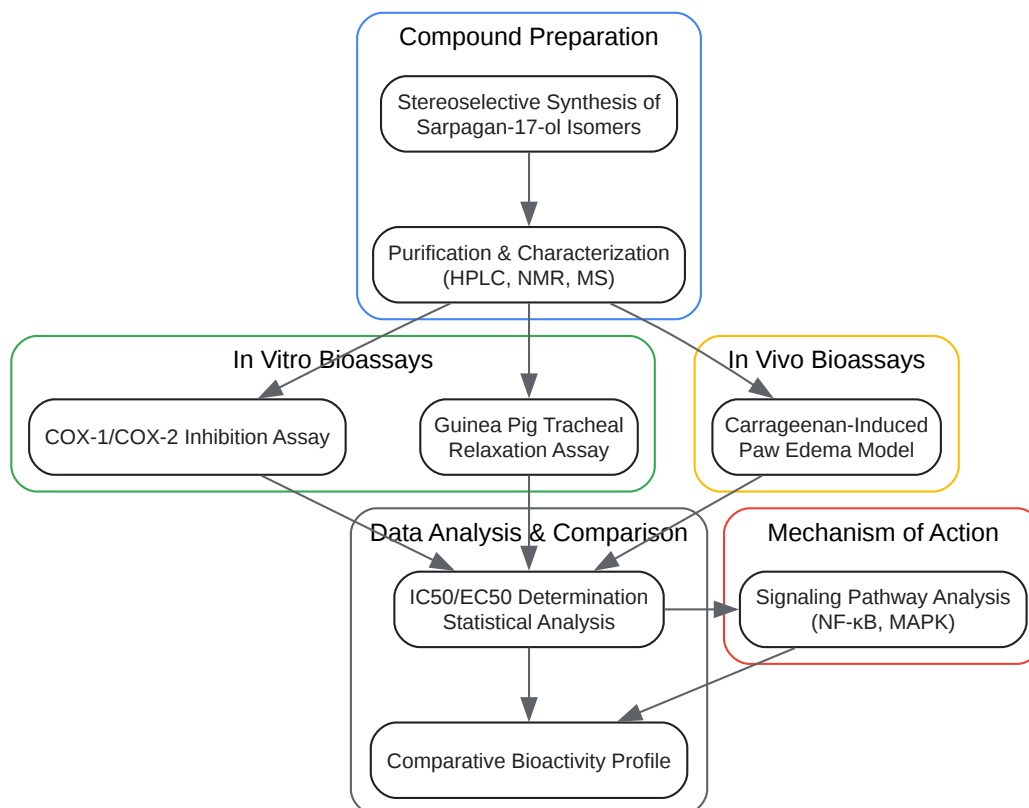 Compound Preparation
Stereoselective Synthesis of
Sarpagan-17-ol Isomers
Purification & Characterization
(HPLC, NMR, MS)
In Vitro Bioassays
COX-1/COX-2 Inhibition Assay
Guinea Pig Tracheal
Relaxation Assay
In Vivo Bioassays
Carrageenan-Induced
Paw Edema Model
Data Analysis & Comparison
IC50/EC50 Determination
Statistical Analysis
Mechanism of Action
Signaling Pathway Analysis
(NF-κB, MAPK)
Comparative Bioactivity Profile